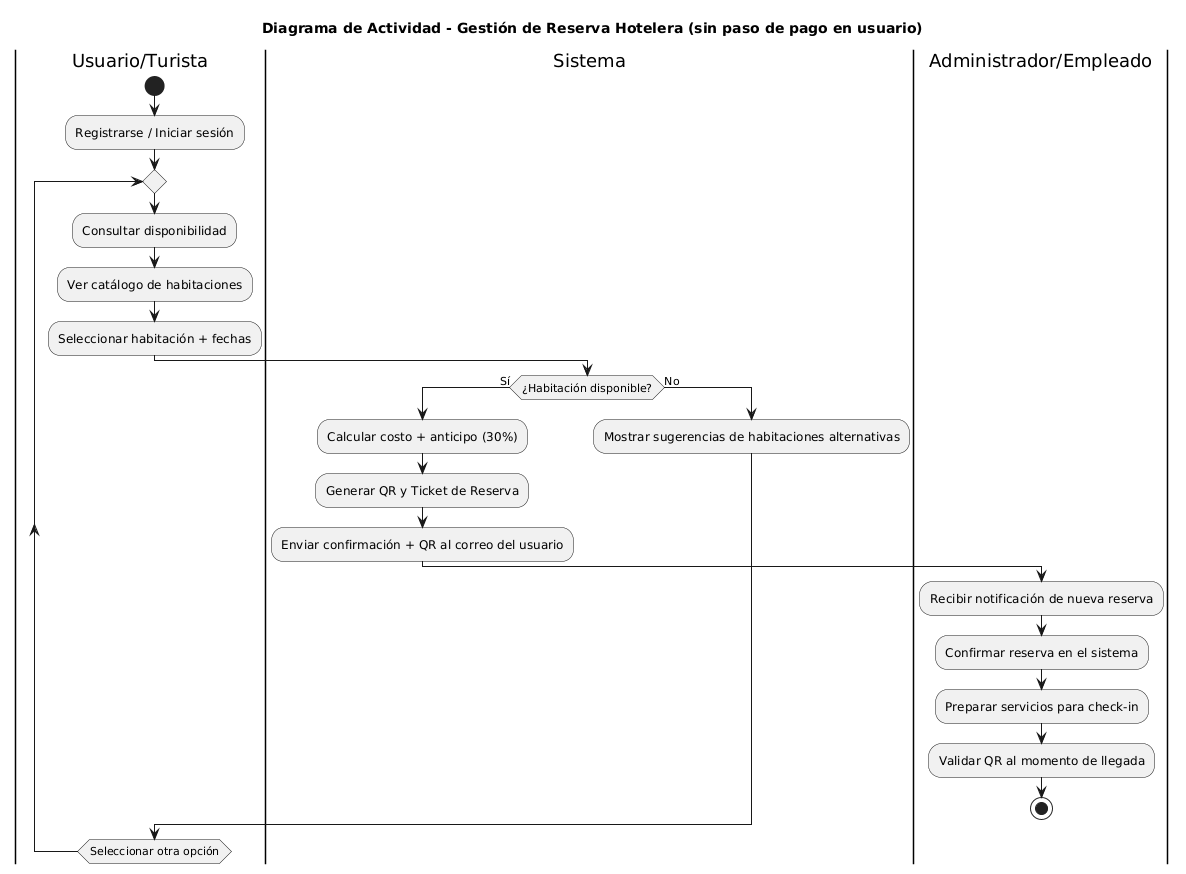 Diagrama de Actividad - Gestión de Reserva Hotelera (sin paso de pago en usuario)
Usuario/Turista
Sistema
Administrador/Empleado
Registrarse / Iniciar sesión
Consultar disponibilidad
Ver catálogo de habitaciones
Seleccionar habitación + fechas
Sí
¿Habitación disponible?
No
Calcular costo + anticipo (30%)
Mostrar sugerencias de habitaciones alternativas
Generar QR y Ticket de Reserva
Enviar confirmación + QR al correo del usuario
Recibir notificación de nueva reserva
Confirmar reserva en el sistema
Preparar servicios para check-in
Validar QR al momento de llegada
Seleccionar otra opción